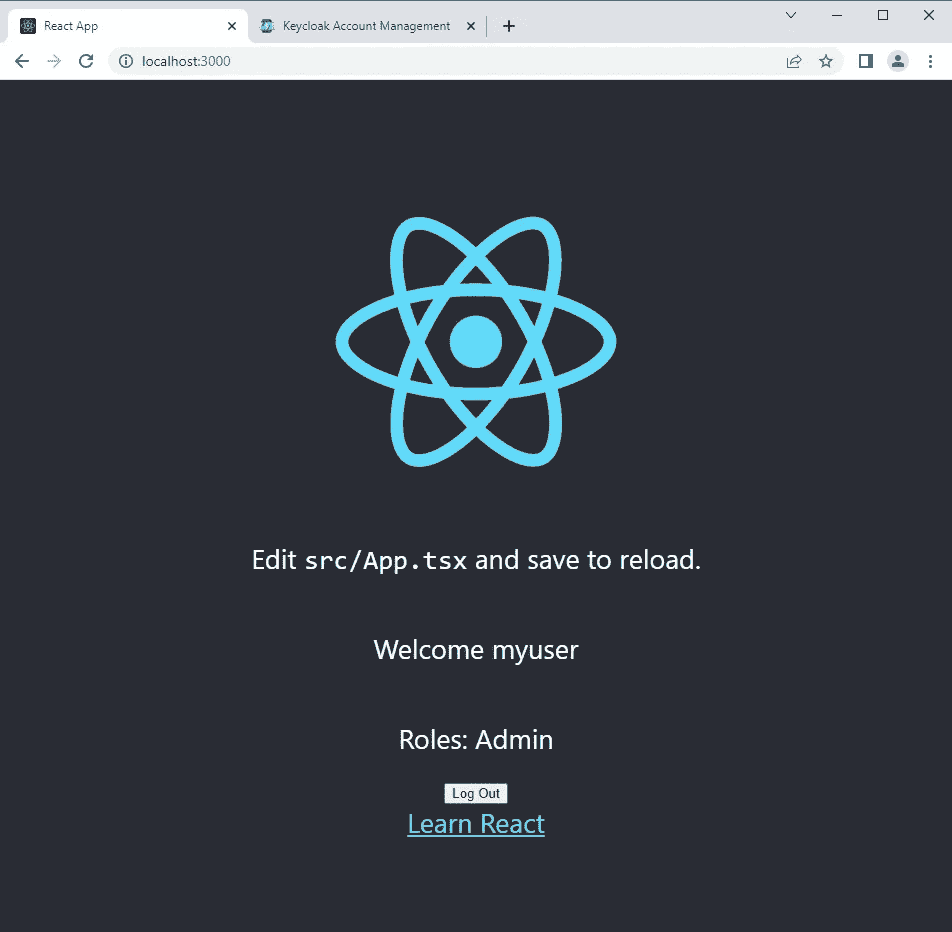 React App
Keycloak Account Management
localhost:3000
Edit src/App.tsx and save to reload.
Welcome myuser
Roles: Admin
Log Out
Learn React